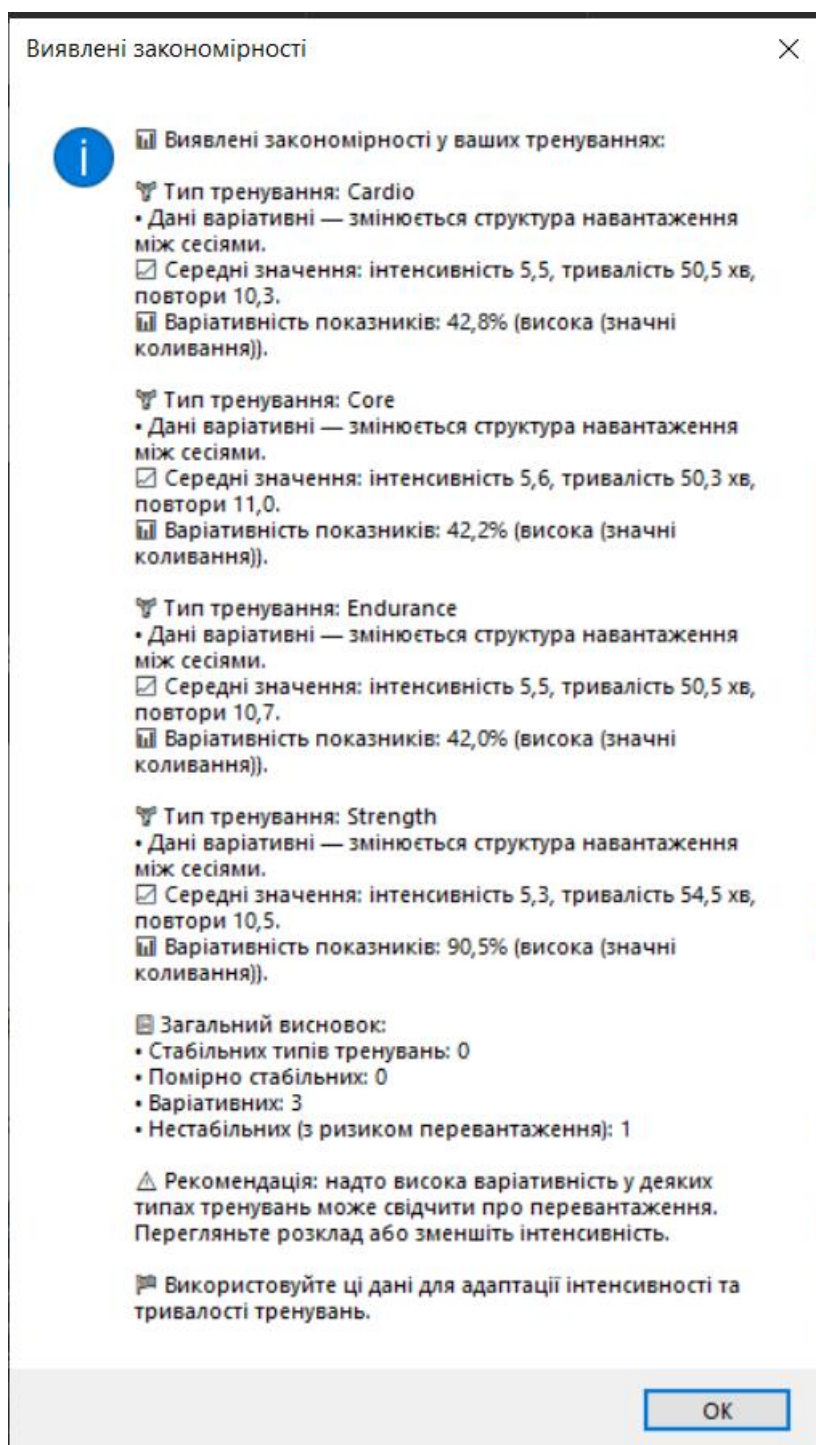 Виявлені закономірності
📊 Виявлені закономірності у ваших тренуваннях:
🏋 Тип тренування: Cardio
• Дані варіативні — змінюється структура навантаження
між сесіями.
📈 Середні значення: інтенсивність 5,5, тривалість 50,5 хв,
повтори 10,3.
📊 Варіативність показників: 42,8% (висока (значні
коливання)).
🏋 Тип тренування: Core
• Дані варіативні — змінюється структура навантаження
між сесіями.
📈 Середні значення: інтенсивність 5,6, тривалість 50,3 хв,
повтори 11,0.
📊 Варіативність показників: 42,2% (висока (значні
коливання)).
🏋 Тип тренування: Endurance
• Дані варіативні — змінюється структура навантаження
між сесіями.
📈 Середні значення: інтенсивність 5,5, тривалість 50,5 хв,
повтори 10,7.
📊 Варіативність показників: 42,0% (висока (значні
коливання)).
🏋 Тип тренування: Strength
• Дані варіативні — змінюється структура навантаження
між сесіями.
📈 Середні значення: інтенсивність 5,3, тривалість 54,5 хв,
повтори 10,5.
📊 Варіативність показників: 90,5% (висока (значні
коливання)).
📋 Загальний висновок:
• Стабільних типів тренувань: 0
• Помірно стабільних: 0
• Варіативних: 3
• Нестабільних (з ризиком перевантаження): 1
⚠ Рекомендація: надто висока варіативність у деяких
типах тренувань може свідчити про перевантаження.
Перегляньте розклад або зменшіть інтенсивність.
🏁 Використовуйте ці дані для адаптації інтенсивності та
тривалості тренувань.
OK